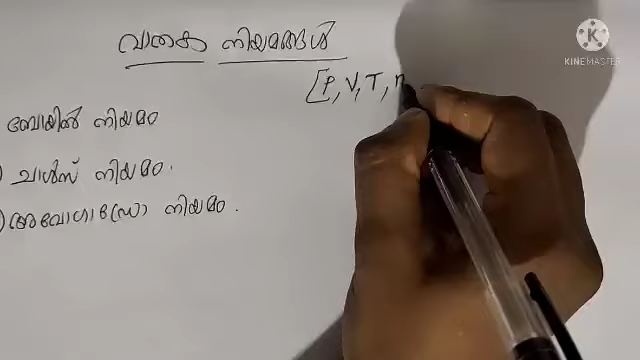 വാതക നിയമങ്ങൾ
[P, V, T, n
ബോയിൽ നിയമം
) ചാൾസ് നിയമം.
) അവോഗാഡ്രോ നിയമം.
KINEMASTER